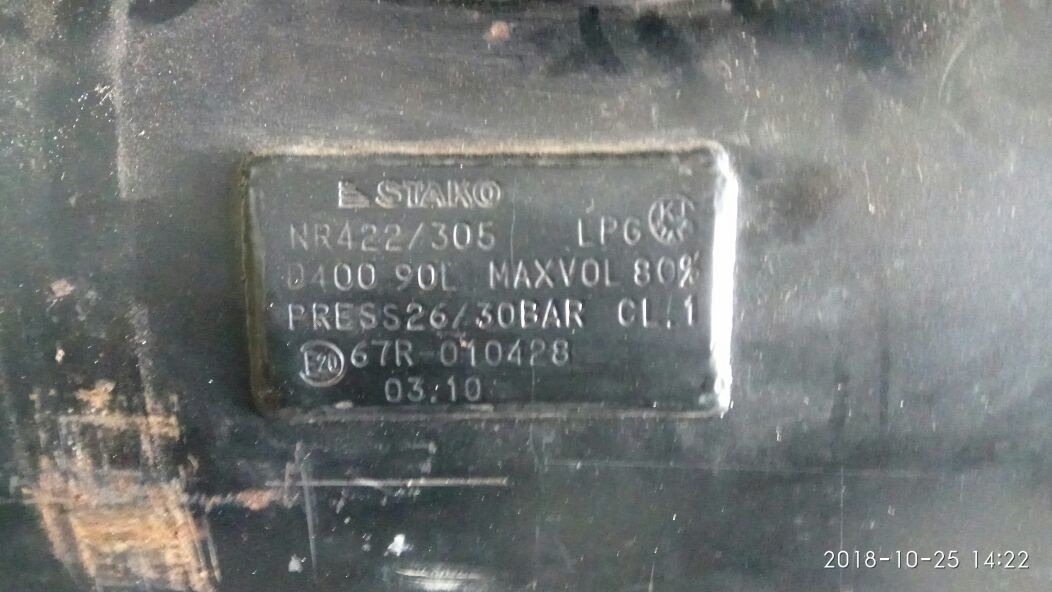 STAKO
NR422/305 LPG KT
D400 90L MAXVOL 80%
PRESS26/30BAR CL.1
E20 67R-010428
03.10
2018-10-25 14:22